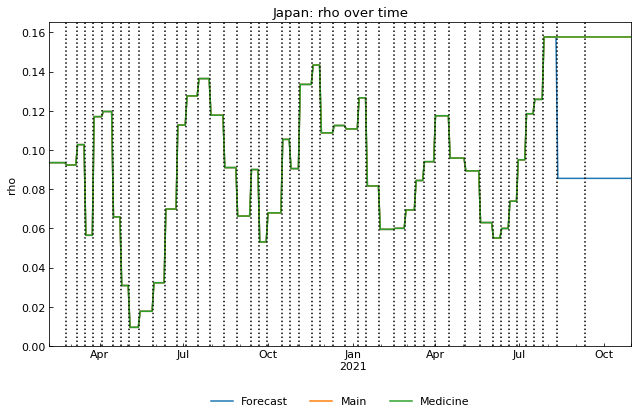 Japan: rho over time
0.16
0.14
0.12
0.10
0.08
0.06
0.04
0.02
0.00
rho
Apr Jul Oct Jan Apr Jul Oct
2021
Forecast Main Medicine